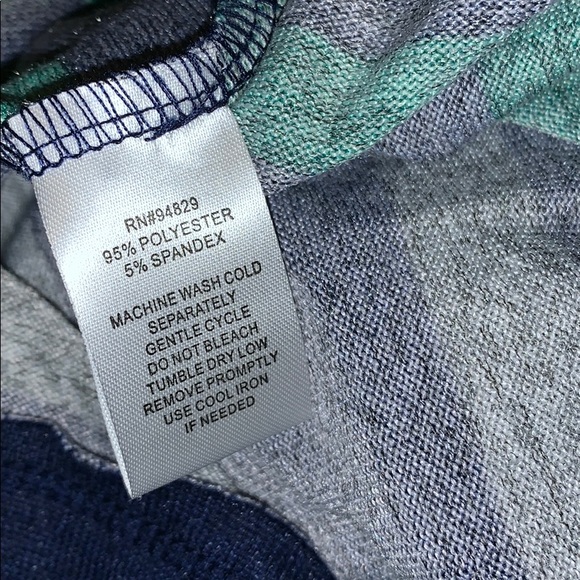 RN#94829
95% POLYESTER
5% SPANDEX
MACHINE WASH COLD
SEPARATELY
GENTLE CYCLE
DO NOT BLEACH
TUMBLE DRY LOW
REMOVE PROMPTLY
USE COOL IRON
IF NEEDED